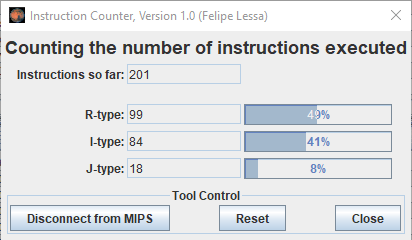 Instruction Counter, Version 1.0 (Felipe Lessa)
Counting the number of instructions executed
Instructions so far: 201
R-type: 99 49%
I-type: 84 41%
J-type: 18 8%
Tool Control
Disconnect from MIPS Reset Close